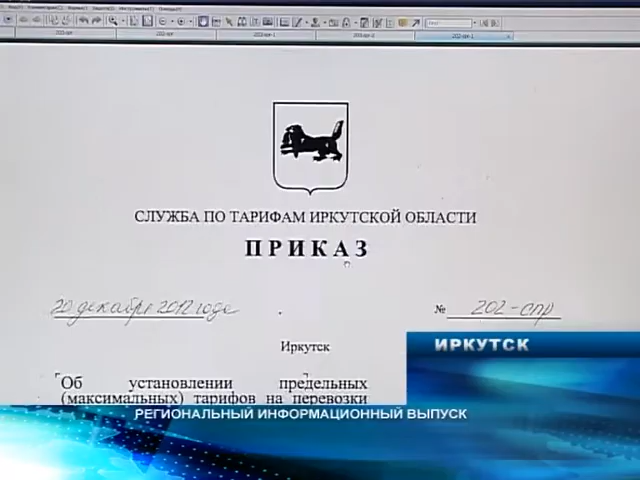 СЛУЖБА ПО ТАРИФАМ ИРКУТСКОЙ ОБЛАСТИ
ПРИКАЗ
20 декабря 2012 года
№ 202-спр
Иркутск
ИРКУТСК
Об установлении предельных
(максимальных) тарифов на перевозки
РЕГИОНАЛЬНЫЙ ИНФОРМАЦИОННЫЙ ВЫПУСК